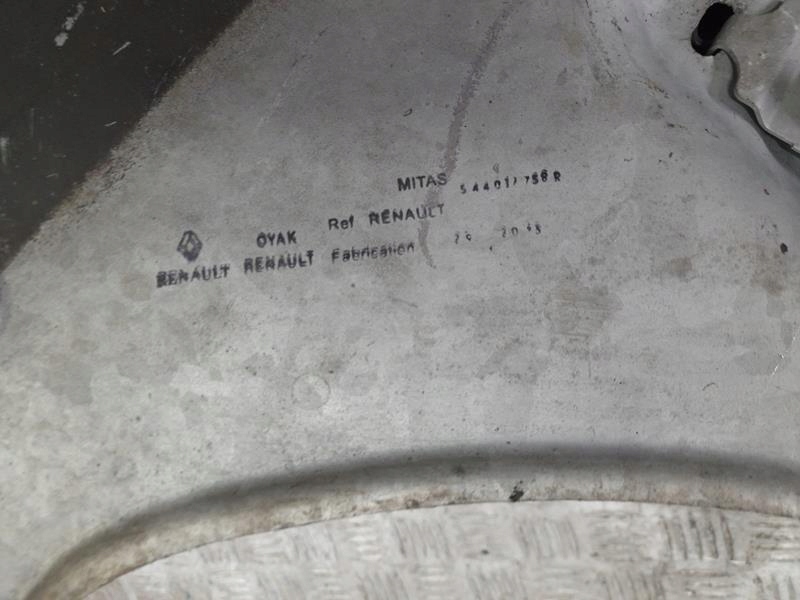 MITAS
OYAK Ref RENAULT
RENAULT RENAULT Fabrication